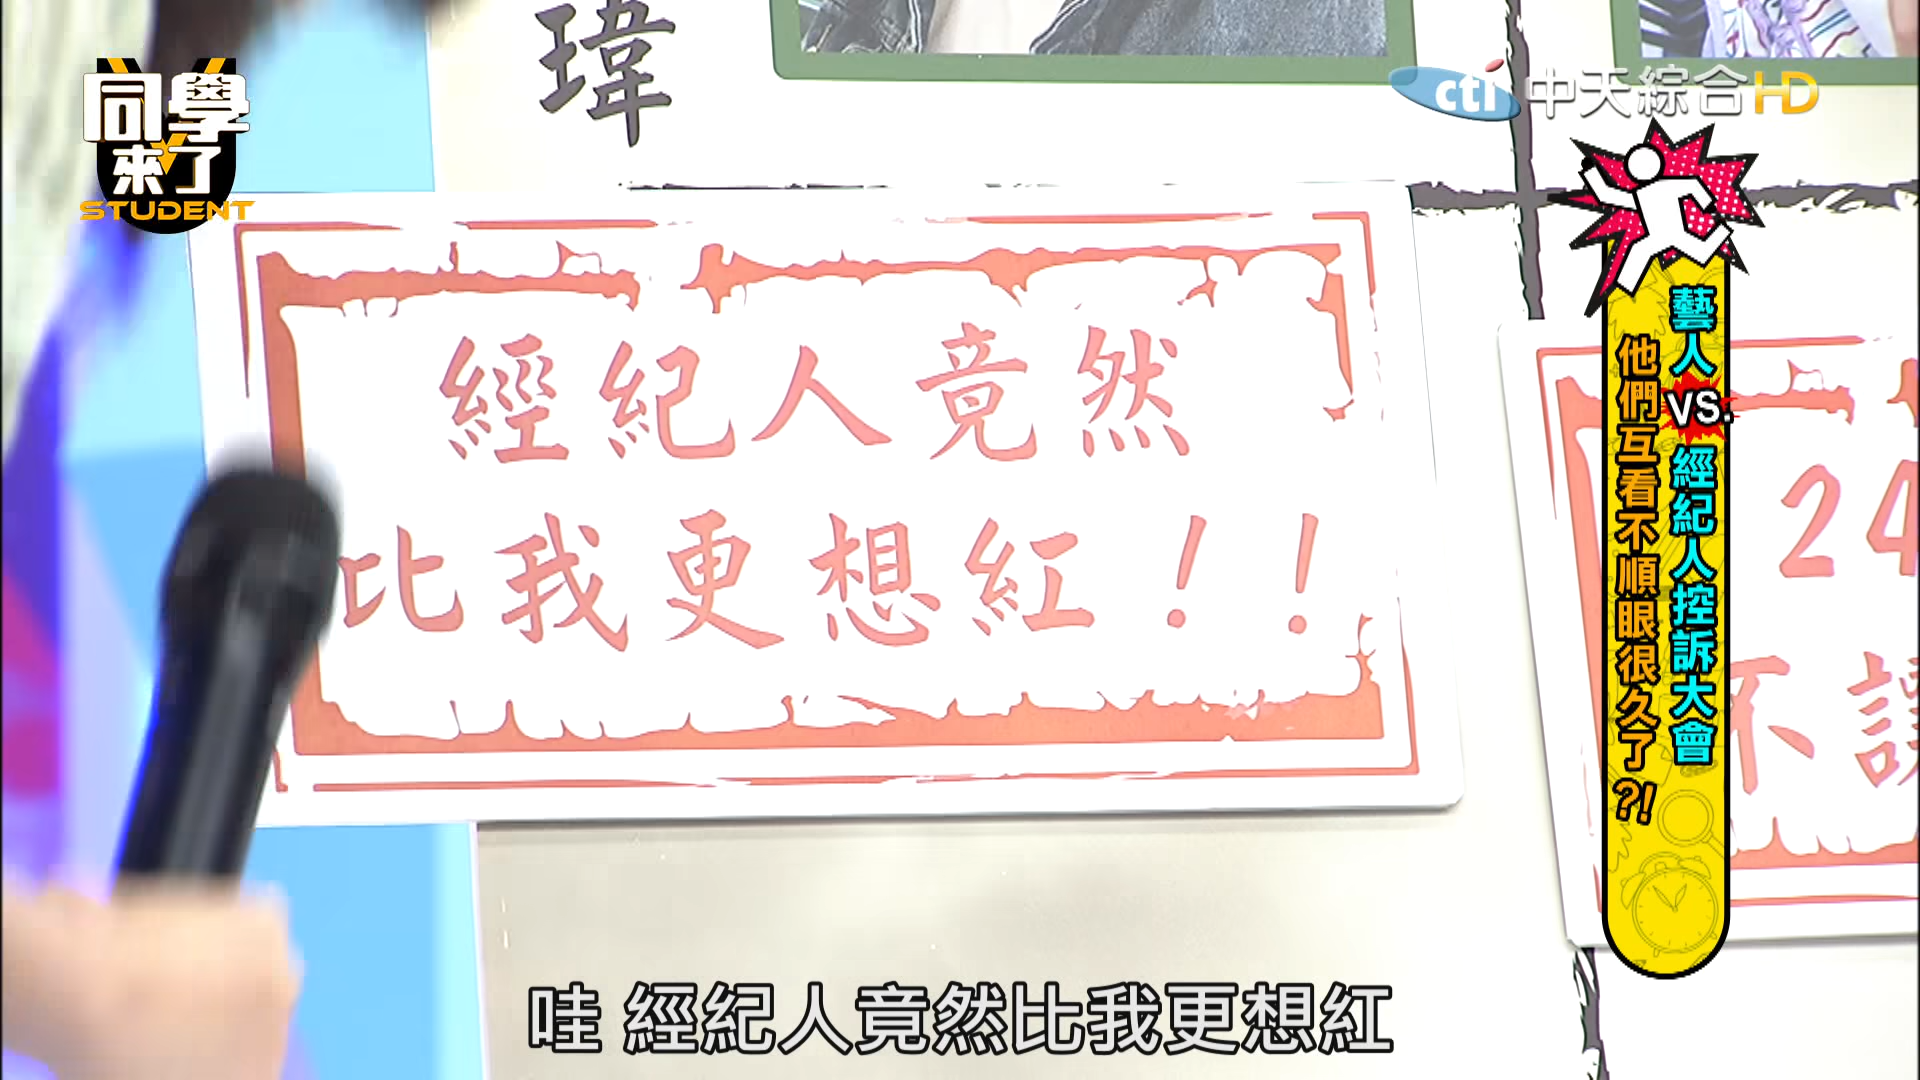 瑋
同學
來了
STUDENT
cti 中天綜合HD
經紀人竟然
比我更想紅！！
藝人VS.經紀人控訴大會
他們互看不順眼很久了?!
24
不
哇 經紀人竟然比我更想紅